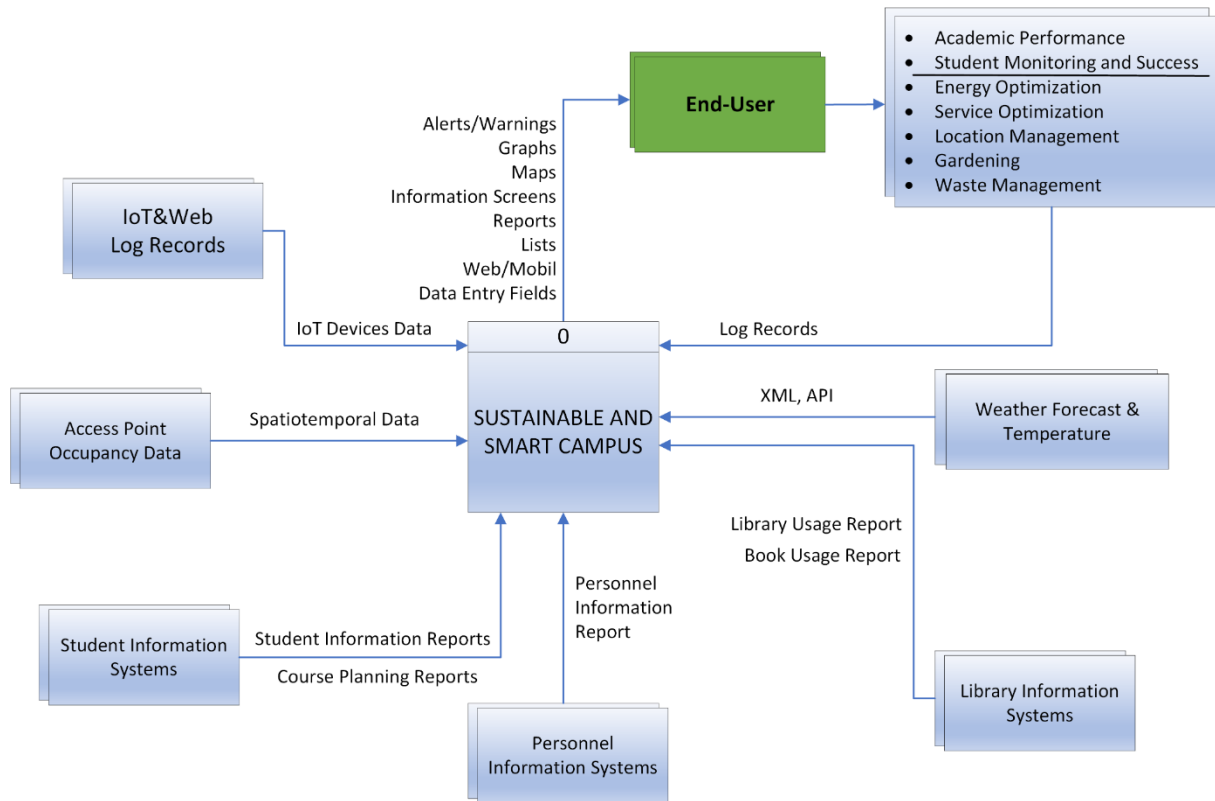 • Academic Performance
• Student Monitoring and Success
• Energy Optimization
• Service Optimization
• Location Management
• Gardening
• Waste Management
End-User
Alerts/Warnings
Graphs
Maps
Information Screens
Reports
Lists
Web/Mobil
Data Entry Fields
IoT&Web
Log Records
IoT Devices Data
0
SUSTAINABLE AND
SMART CAMPUS
Log Records
XML, API
Weather Forecast &
Temperature
Access Point
Occupancy Data
Spatiotemporal Data
Library Usage Report
Book Usage Report
Student Information
Systems
Student Information Reports
Course Planning Reports
Personnel
Information
Report
Personnel
Information Systems
Library Information
Systems